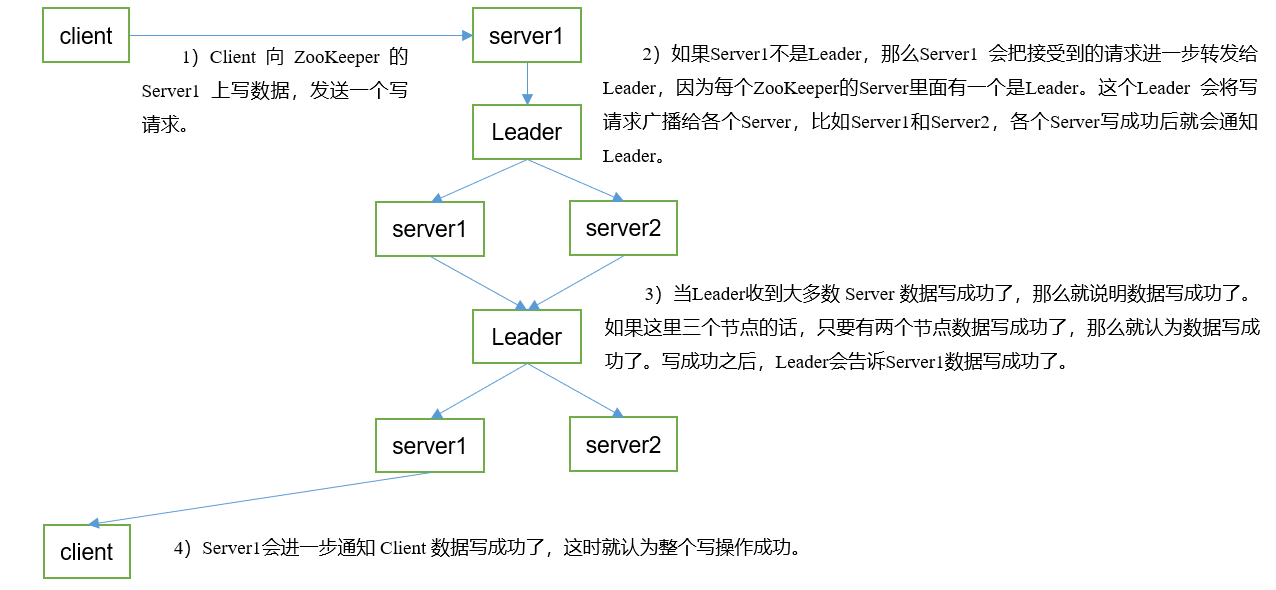 client
server1
1）Client 向 ZooKeeper 的
Server1 上写数据，发送一个写
请求。
2）如果Server1不是Leader，那么Server1 会把接受到的请求进一步转发给
Leader，因为每个ZooKeeper的Server里面有一个是Leader。这个Leader 会将写
请求广播给各个Server，比如Server1和Server2，各个Server写成功后就会通知
Leader。
Leader
server1
server2
3）当Leader收到大多数 Server 数据写成功了，那么就说明数据写成功了。
如果这里三个节点的话，只要有两个节点数据写成功了，那么就认为数据写成
功了。写成功之后，Leader会告诉Server1数据写成功了。
Leader
server1
server2
client
4）Server1会进一步通知 Client 数据写成功了，这时就认为整个写操作成功。